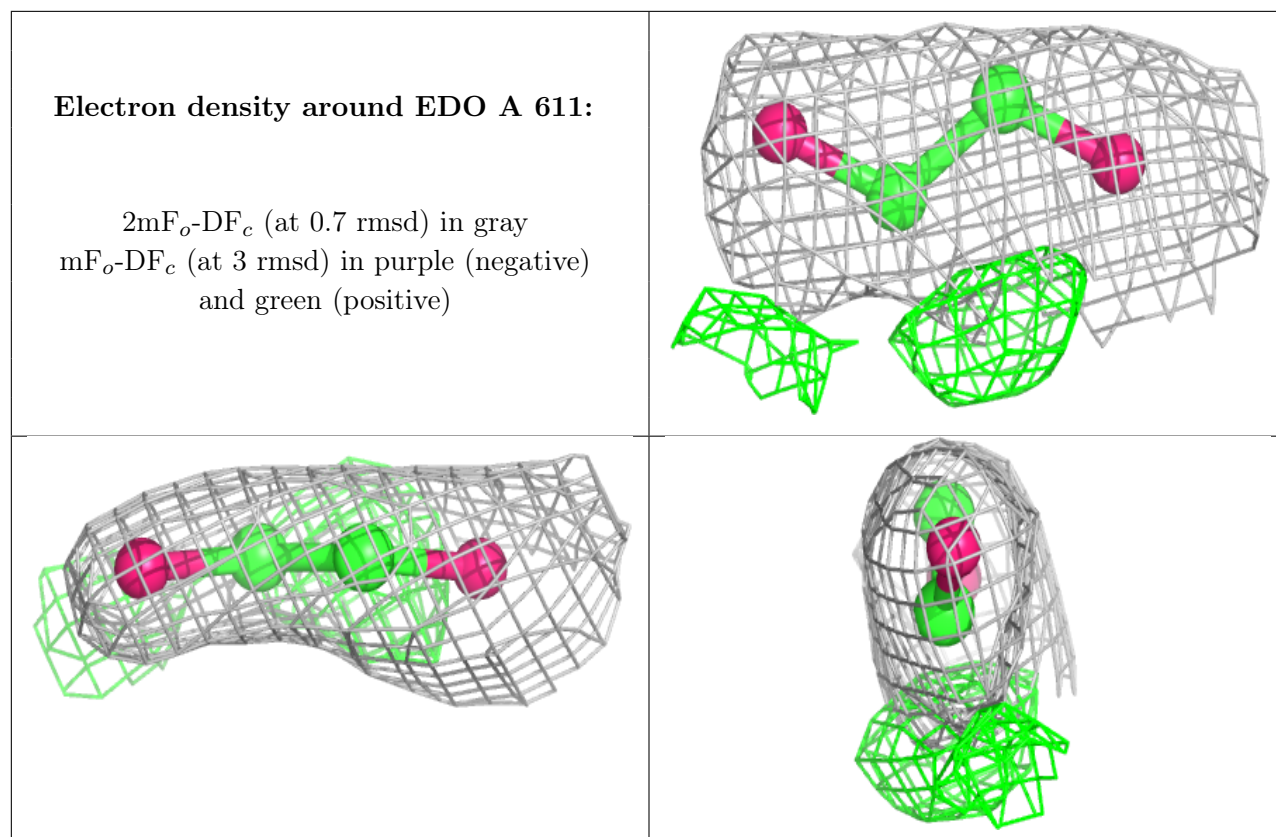 Electron density around EDO A 611:
2mFo-DFc (at 0.7 rmsd) in gray
mFo-DFc (at 3 rmsd) in purple (negative)
and green (positive)